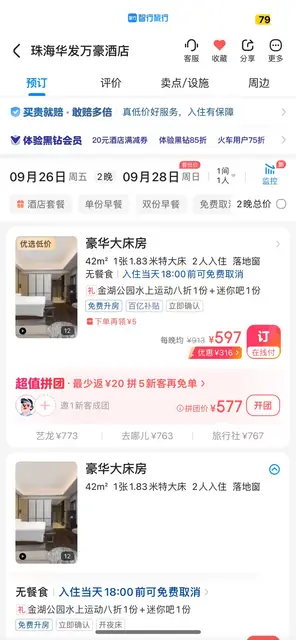 智行旅行
79
珠海华发万豪酒店
客服
收藏
分享
更多
预订
评价
卖点/设施
周边
买贵就赔·敢赔多倍
真低价好服务，入住有保障
体验黑钻会员
20元酒店满减券
体验黑钻85折
火车用户75折
09月26日 周五
2晚
09月28日 周日
1间
1人
监控
酒店套餐
单份早餐
双份早餐
免费取
2晚总价
优选低价
豪华大床房
42m² 1张1.83米特大床 2人入住 落地窗
无餐食 入住当天18:00前可免费取消
礼 金湖公园水上运动八折1份+迷你吧1份
免费升房
百亿补贴
立即确认
下单再领¥5
12
每晚均 ¥913 ¥597
优惠 ¥316
订
在线付
超值拼团 · 最少返¥20 拼5新客再免单
邀1新客成团
拼团价 ¥577
开团
艺龙 ¥773
去哪儿 ¥763
旅行社 ¥767
豪华大床房
42m² 1张1.83米特大床 2人入住 落地窗
12
无餐食 入住当天18:00前可免费取消
礼 金湖公园水上运动八折1份+迷你吧1份
免费升房
立即确认
开夜床